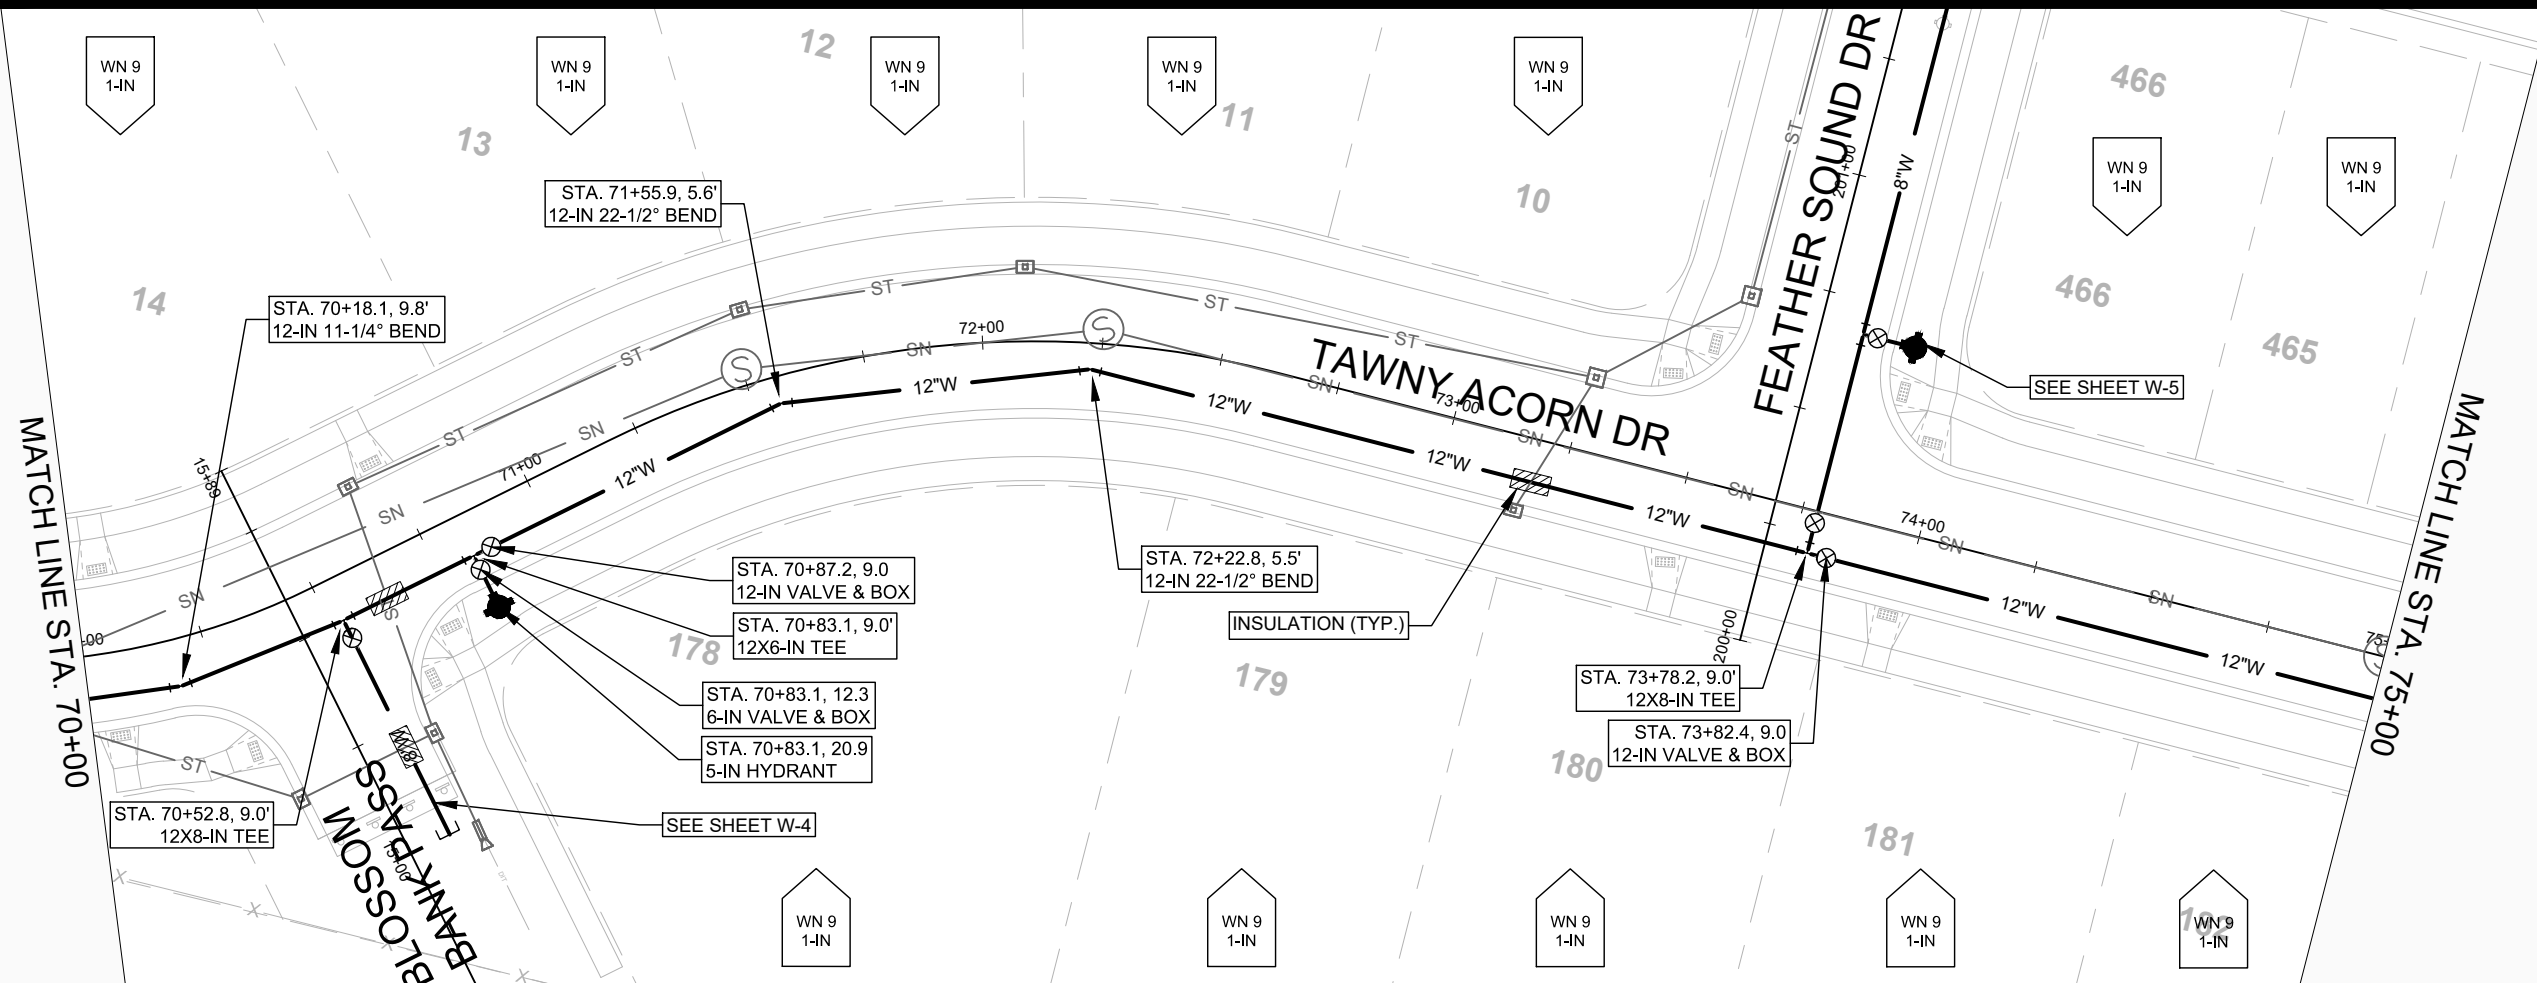 WN 9
1-IN
WN 9
1-IN
WN 9
1-IN
WN 9
1-IN
WN 9
1-IN
WN 9
1-IN
WN 9
1-IN
12
13
11
10
14
466
466
465
STA. 71+55.9, 5.6'
12-IN 22-1/2° BEND
STA. 70+18.1, 9.8'
12-IN 11-1/4° BEND
FEATHER SOUND DR
201+00
200+00
8"W
ST
SEE SHEET W-5
MATCH LINE STA. 70+00
MATCH LINE STA. 75+00
TAWNY ACORN DR
ST
ST
ST
ST
ST
SN
SN
SN
SN
SN
SN
SN
SN
SN
S
S
15+89
71+00
72+00
73+00
74+00
12"W
12"W
12"W
12"W
12"W
12"W
12"W
STA. 70+87.2, 9.0
12-IN VALVE & BOX
STA. 70+83.1, 9.0'
12X6-IN TEE
STA. 70+83.1, 12.3
6-IN VALVE & BOX
STA. 70+83.1, 20.9
5-IN HYDRANT
STA. 72+22.8, 5.5'
12-IN 22-1/2° BEND
INSULATION (TYP.)
STA. 73+78.2, 9.0'
12X8-IN TEE
STA. 73+82.4, 9.0
12-IN VALVE & BOX
178
179
180
181
182
ST
STA. 70+52.8, 9.0'
12X8-IN TEE
SEE SHEET W-4
8"W
15+00
BLOSSOM
BANK PASS
WN 9
1-IN
WN 9
1-IN
WN 9
1-IN
WN 9
1-IN
WN 9
1-IN